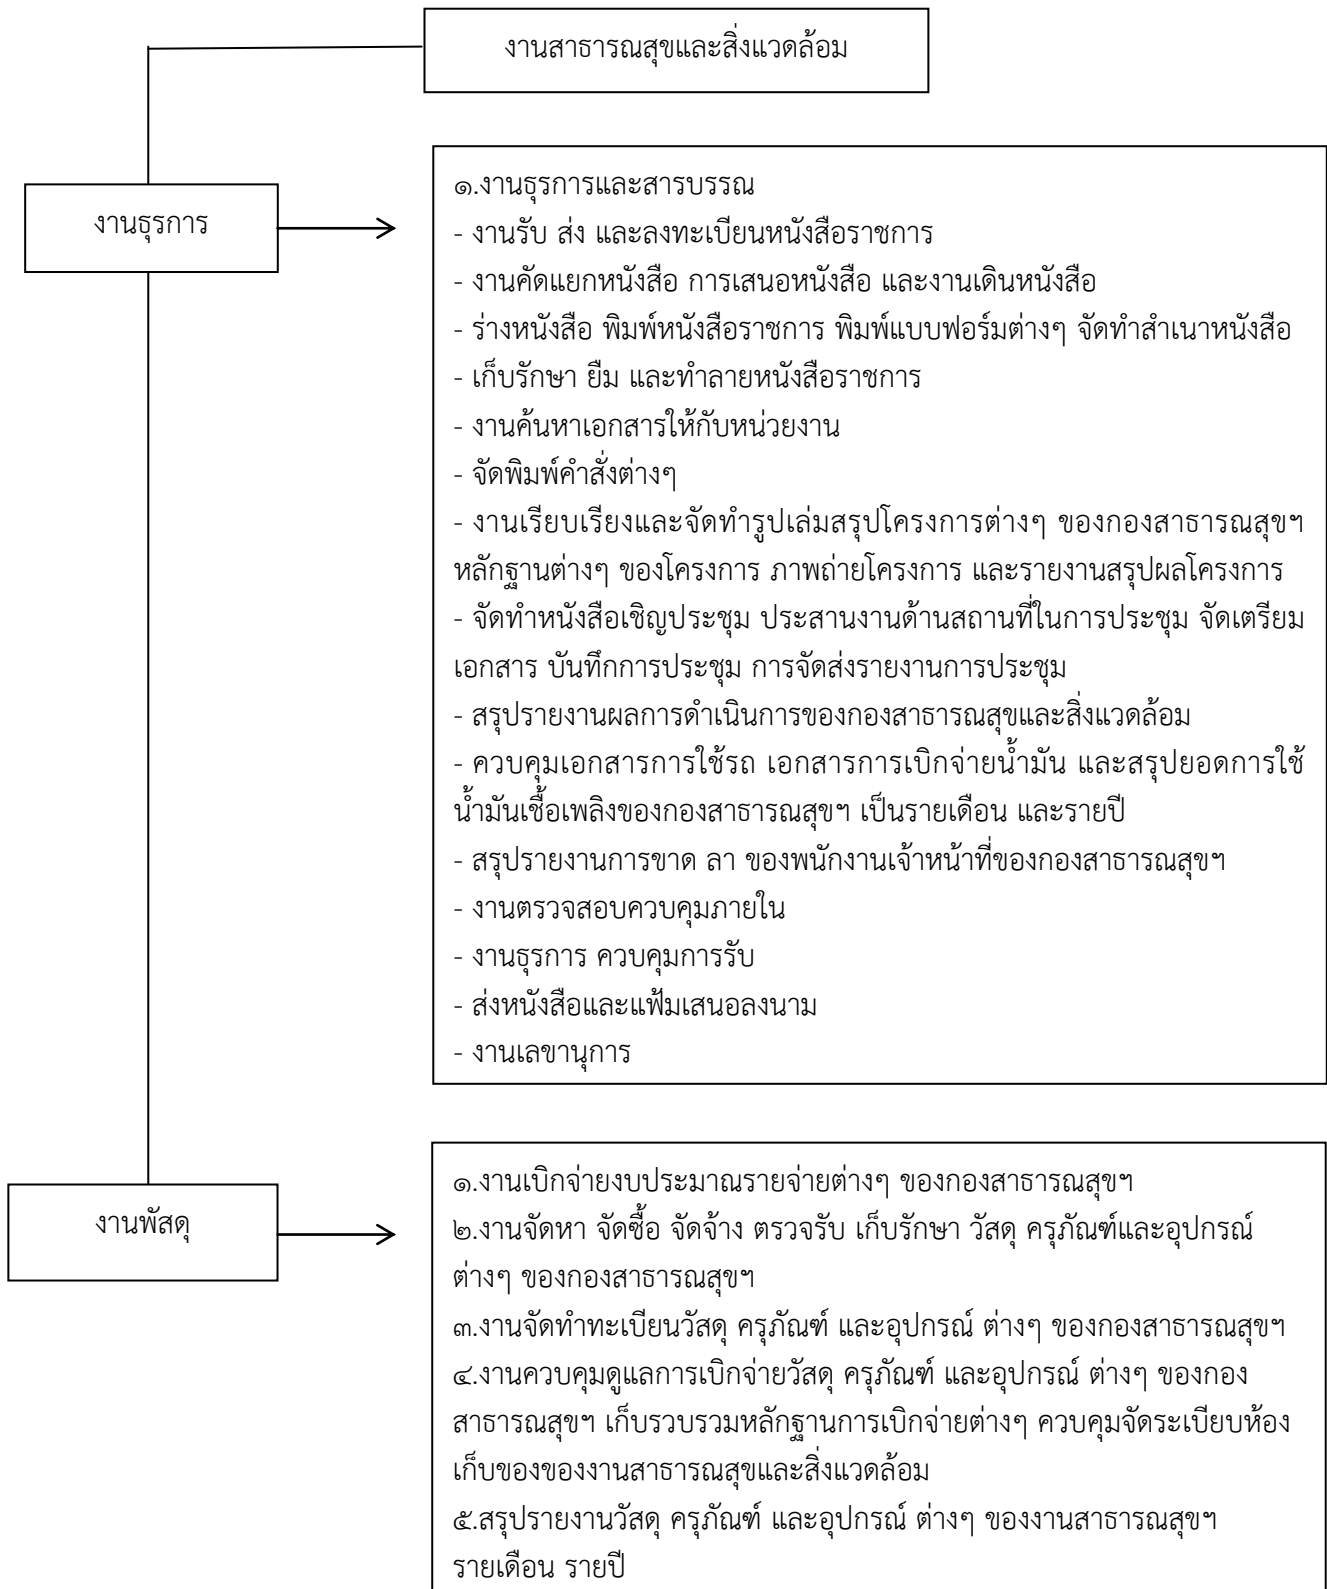 งานสาธารณสุขและสิ่งแวดล้อม
งานธุรการ
๑.งานธุรการและสารบรรณ
- งานรับ ส่ง และลงทะเบียนหนังสือราชการ
- งานคัดแยกหนังสือ การเสนอหนังสือ และงานเดินหนังสือ
- ร่างหนังสือ พิมพ์หนังสือราชการ พิมพ์แบบฟอร์มต่างๆ จัดทำสำเนาหนังสือ
- เก็บรักษา ยืม และทำลายหนังสือราชการ
- งานค้นหาเอกสารให้กับหน่วยงาน
- จัดพิมพ์คำสั่งต่างๆ
- งานเรียบเรียงและจัดทำรูปเล่มสรุปโครงการต่างๆ ของกองสาธารณสุขฯ
หลักฐานต่างๆ ของโครงการ ภาพถ่ายโครงการ และรายงานสรุปผลโครงการ
- จัดทำหนังสือเชิญประชุม ประสานงานด้านสถานที่ในการประชุม จัดเตรียม
เอกสาร บันทึกการประชุม การจัดส่งรายงานการประชุม
- สรุปรายงานผลการดำเนินการของกองสาธารณสุขและสิ่งแวดล้อม
- ควบคุมเอกสารการใช้รถ เอกสารการเบิกจ่ายน้ำมัน และสรุปยอดการใช้
น้ำมันเชื้อเพลิงของกองสาธารณสุขฯ เป็นรายเดือน และรายปี
- สรุปรายงานการขาด ลา ของพนักงานเจ้าหน้าที่ของกองสาธารณสุขฯ
- งานตรวจสอบควบคุมภายใน
- งานธุรการ ควบคุมการรับ
- ส่งหนังสือและแฟ้มเสนอลงนาม
- งานเลขานุการ
งานพัสดุ
๑.งานเบิกจ่ายงบประมาณรายจ่ายต่างๆ ของกองสาธารณสุขฯ
๒.งานจัดหา จัดซื้อ จัดจ้าง ตรวจรับ เก็บรักษา วัสดุ ครุภัณฑ์และอุปกรณ์
ต่างๆ ของกองสาธารณสุขฯ
๓.งานจัดทำทะเบียนวัสดุ ครุภัณฑ์ และอุปกรณ์ ต่างๆ ของกองสาธารณสุขฯ
๔.งานควบคุมดูแลการเบิกจ่ายวัสดุ ครุภัณฑ์ และอุปกรณ์ ต่างๆ ของกอง
สาธารณสุขฯ เก็บรวบรวมหลักฐานการเบิกจ่ายต่างๆ ควบคุมจัดระเบียบห้อง
เก็บของของงานสาธารณสุขและสิ่งแวดล้อม
๕.สรุปรายงานวัสดุ ครุภัณฑ์ และอุปกรณ์ ต่างๆ ของงานสาธารณสุขฯ
รายเดือน รายปี